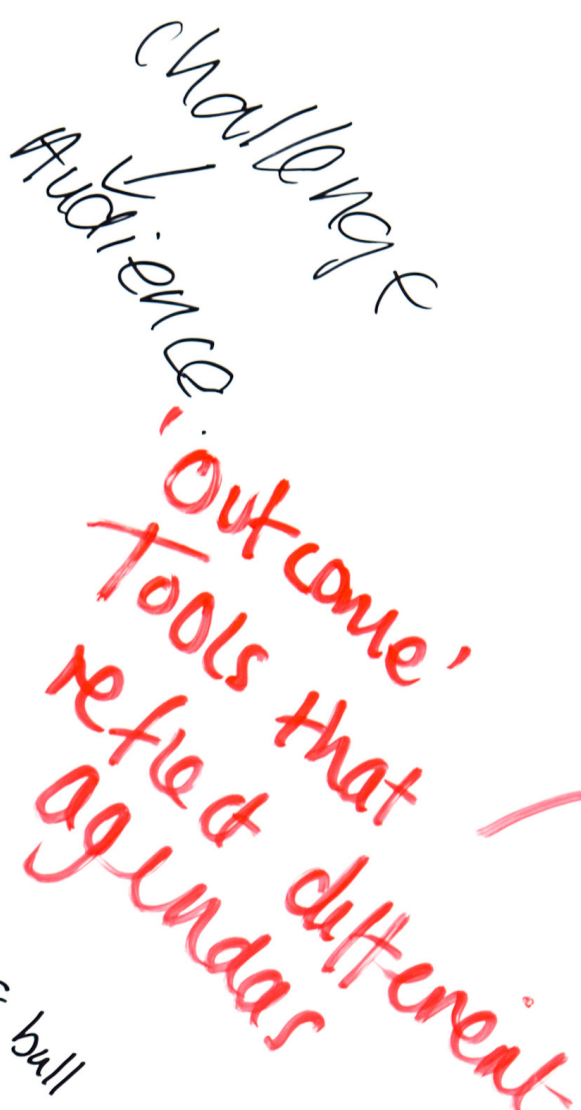 challenge
Audience
'Outcome'
Tools that
reflect different
agendas
bull